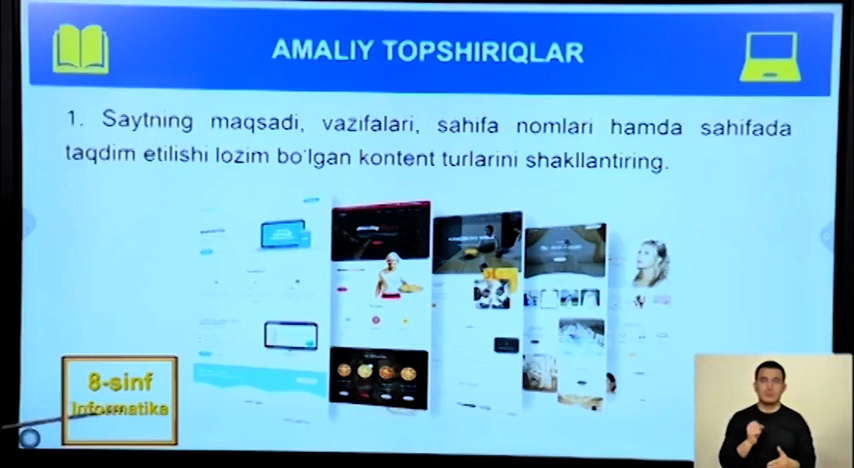 AMALIY TOPSHIRIQLAR
1. Saytning maqsadi, vazifalari, sahifa nomlari hamda sahifada
taqdim etilishi lozim bo'lgan kontent turlarini shakllantiring.
8-sinf
Informatika